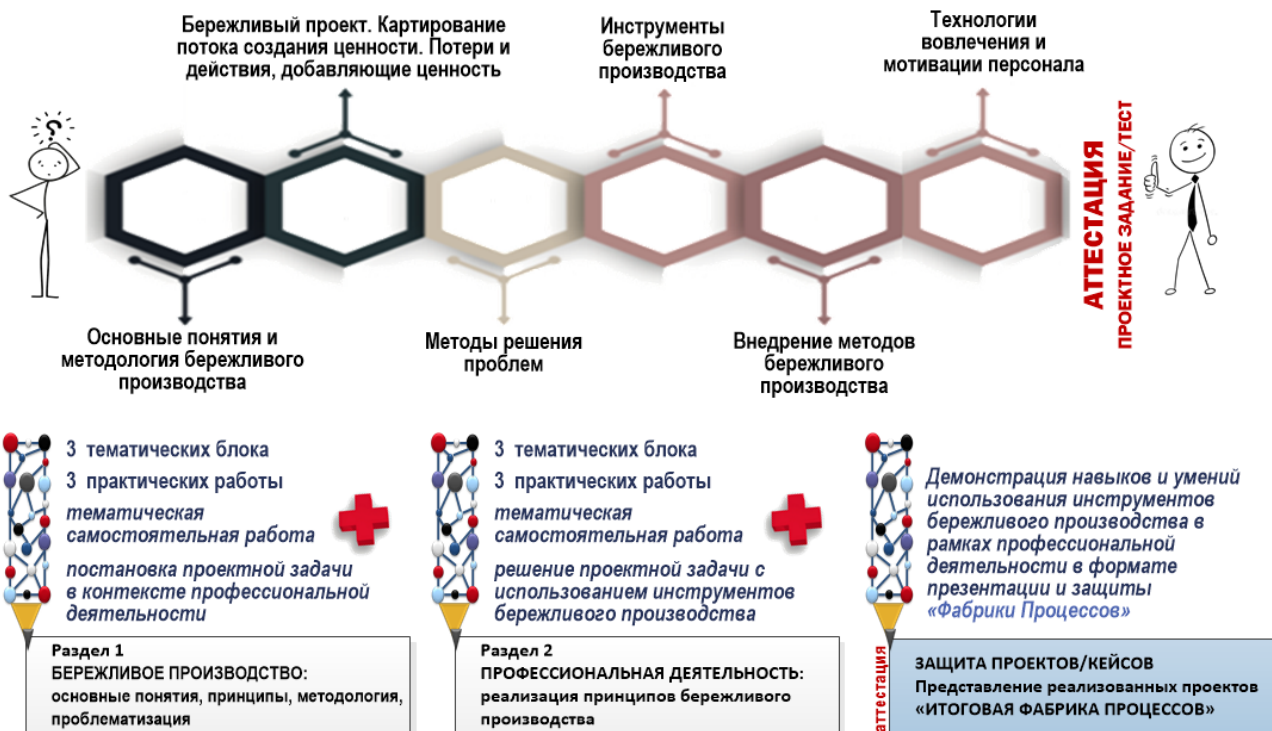 Бережливый проект. Картирование
потока создания ценности. Потери и
действия, добавляющие ценность
Инструменты
бережливого
производства
Технологии
вовлечения и
мотивации персонала
?
АТТЕСТАЦИЯ
ПРОЕКТНОЕ ЗАДАНИЕ/ТЕСТ
Основные понятия и
методология бережливого
производства
Методы решения
проблем
Внедрение методов
бережливого
производства
3 тематических блока
3 практических работы
тематическая
самостоятельная работа
постановка проектной задачи
в контексте профессиональной
деятельности
Раздел 1
БЕРЕЖЛИВОЕ ПРОИЗВОДСТВО:
основные понятия, принципы, методология,
проблематизация
3 тематических блока
3 практических работы
тематическая
самостоятельная работа
решение проектной задачи с
использованием инструментов
бережливого производства
Раздел 2
ПРОФЕССИОНАЛЬНАЯ ДЕЯТЕЛЬНОСТЬ:
реализация принципов бережливого
производства
Демонстрация навыков и умений
использования инструментов
бережливого производства в
рамках профессиональной
деятельности в формате
презентации и защиты
«Фабрики Процессов»
аттестация
ЗАЩИТА ПРОЕКТОВ/КЕЙСОВ
Представление реализованных проектов
«ИТОГОВАЯ ФАБРИКА ПРОЦЕССОВ»